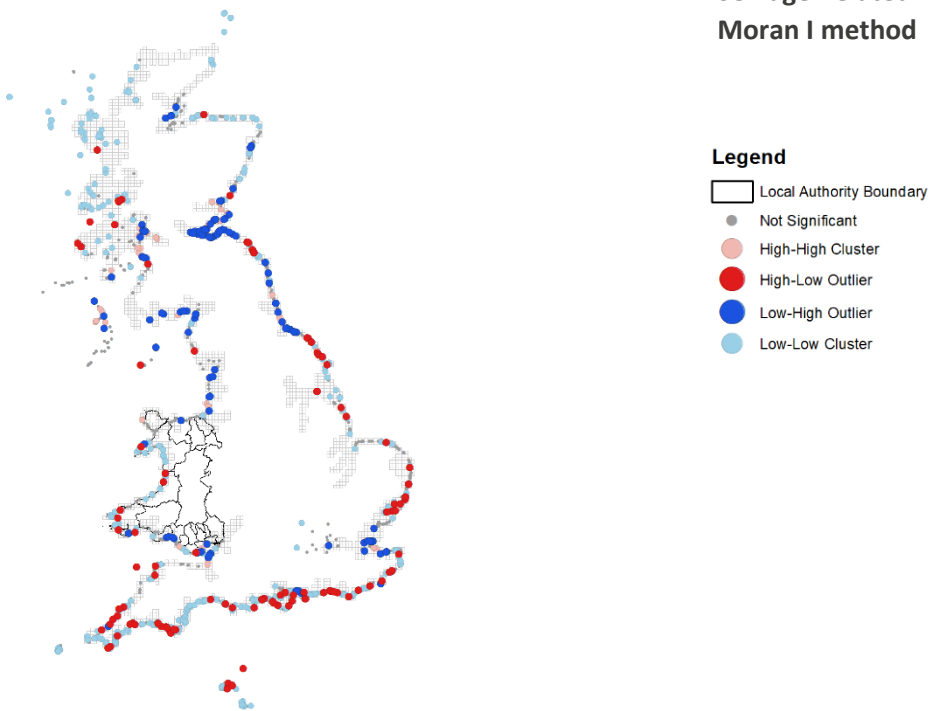 Moran I method
Legend
Local Authority Boundary
Not Significant
High-High Cluster
High-Low Outlier
Low-High Outlier
Low-Low Cluster